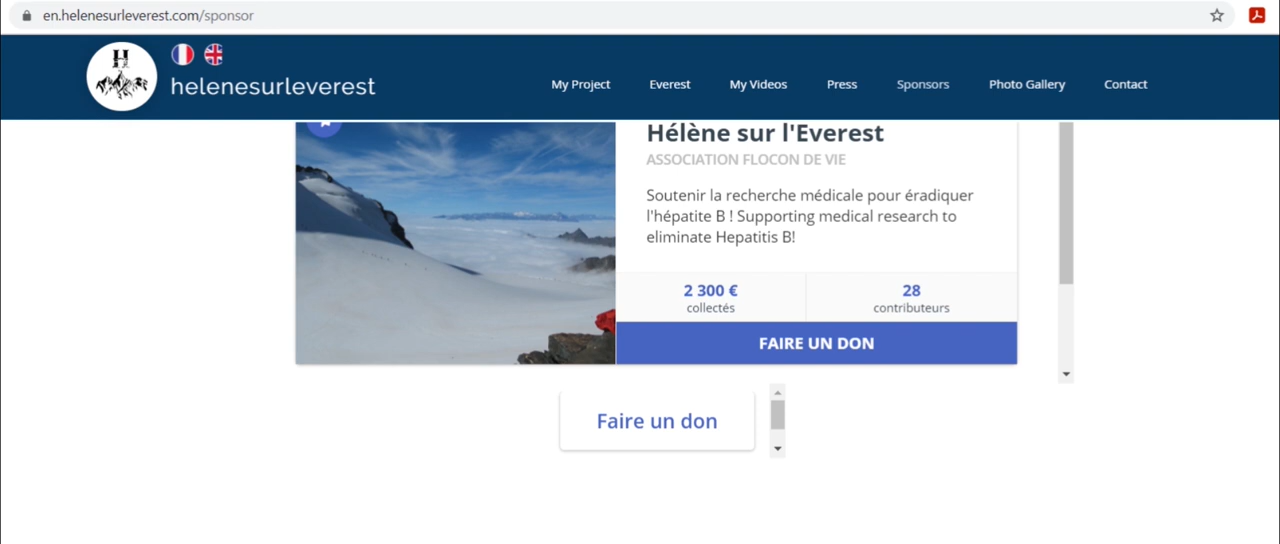 en.helenesurleverest.com/sponsor
H
helenesurleverest
My Project
Everest
My Videos
Press
Sponsors
Photo Gallery
Contact
Hélène sur l'Everest
ASSOCIATION FLOCON DE VIE
Soutenir la recherche médicale pour éradiquer
l'hépatite B ! Supporting medical research to
eliminate Hepatitis B!
2 300 €
collectés
28
contributeurs
FAIRE UN DON
Faire un don